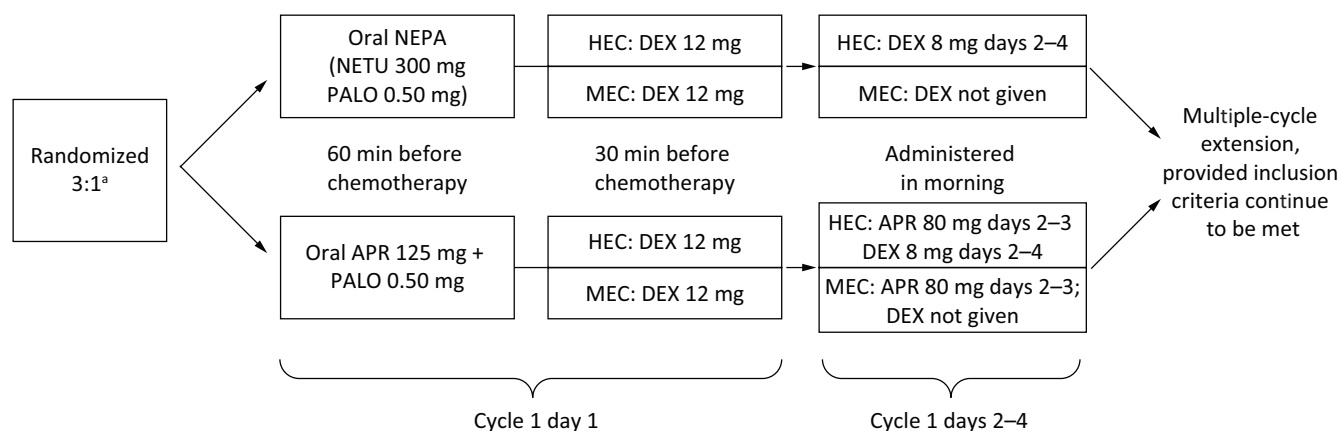 Randomized
3:1ª
Oral NEPA
(NETU 300 mg
PALO 0.50 mg)
HEC: DEX 12 mg
MEC: DEX 12 mg
HEC: DEX 8 mg days 2–4
MEC: DEX not given
60 min before
chemotherapy
30 min before
chemotherapy
Administered
in morning
Oral APR 125 mg +
PALO 0.50 mg
HEC: DEX 12 mg
MEC: DEX 12 mg
HEC: APR 80 mg days 2–3
DEX 8 mg days 2–4
MEC: APR 80 mg days 2–3;
DEX not given
Multiple-cycle
extension,
provided inclusion
criteria continue
to be met
Cycle 1 day 1
Cycle 1 days 2–4